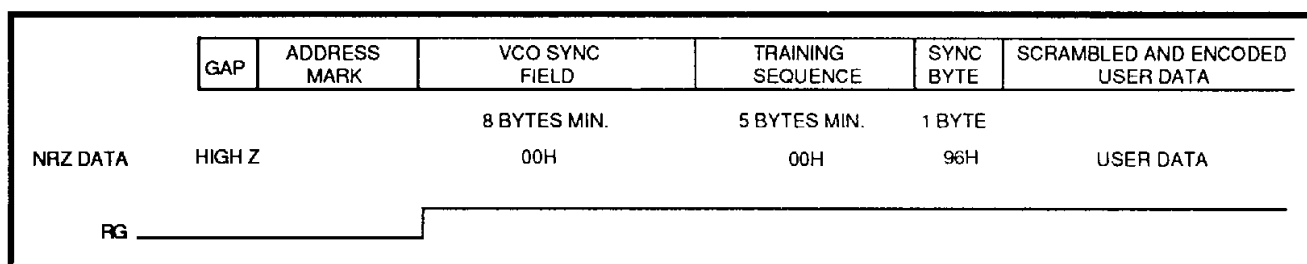 GAP ADDRESS MARK VCO SYNC FIELD TRAINING SEQUENCE SYNC BYTE SCRAMBLED AND ENCODED USER DATA
8 BYTES MIN. 5 BYTES MIN. 1 BYTE
NRZ DATA HIGH Z 00H 00H 96H USER DATA
RG